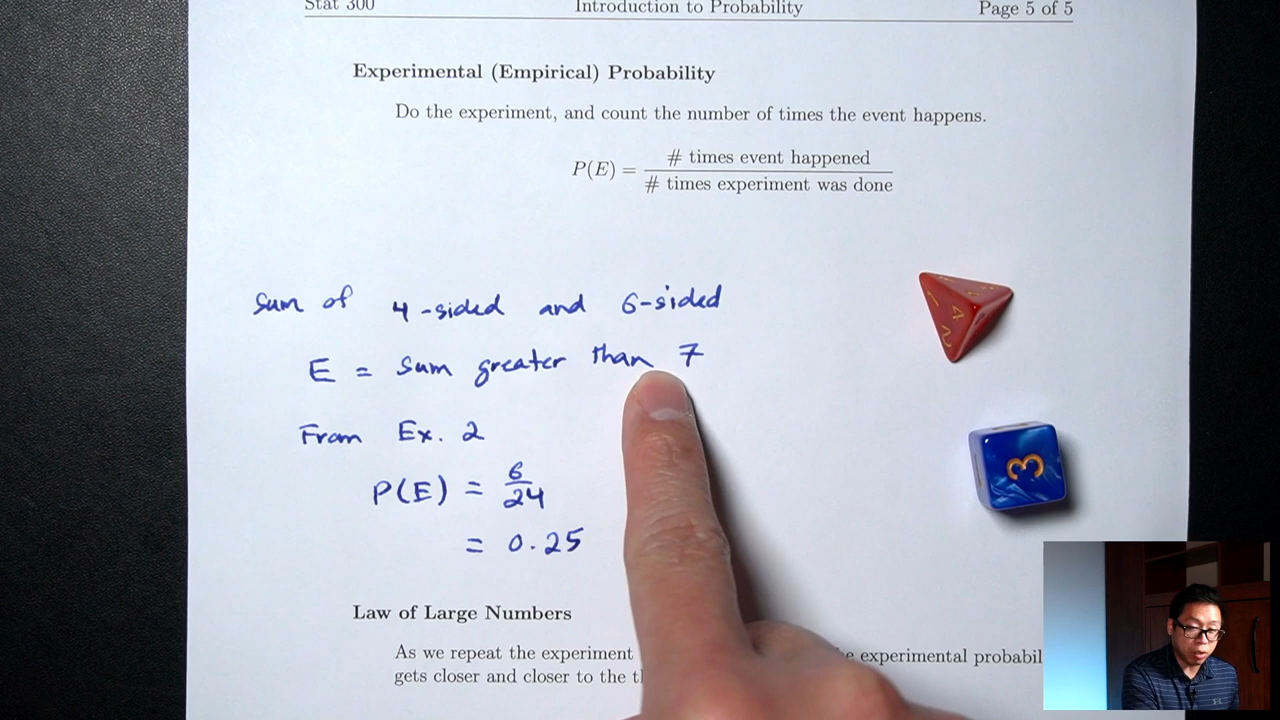 Stat 300 Introduction to Probability Page 5 of 5
Experimental (Empirical) Probability
Do the experiment, and count the number of times the event happens.
P(E) = # times event happened / # times experiment was done
Sum of 4-sided and 6-sided
E = Sum greater than 7
From Ex. 2
P(E) = 6/24
= 0.25
Law of Large Numbers
As we repeat the experiment experimental
gets closer and closer to the
1
2
3